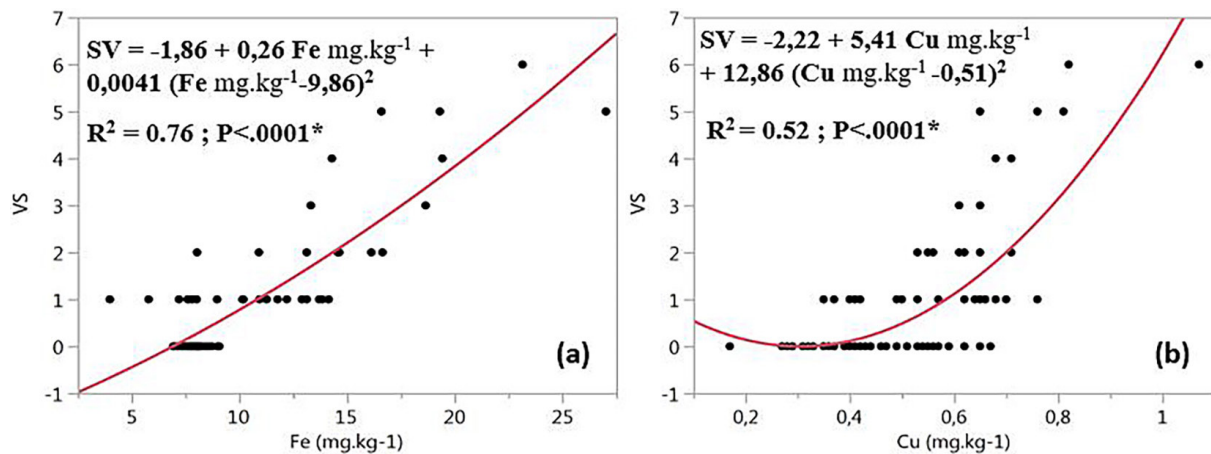 7
6
5
4
3
2
1
0
-1
VS
SV = -1,86 + 0,26 Fe mg.kg⁻¹ +
0,0041 (Fe mg.kg⁻¹-9,86)²
R² = 0.76 ; P<.0001*
(a)
5 10 15 20 25
Fe (mg.kg-1)
7
6
5
4
3
2
1
0
-1
VS
SV = -2,22 + 5,41 Cu mg.kg⁻¹
+ 12,86 (Cu mg.kg⁻¹ -0,51)²
R² = 0.52 ; P<.0001*
(b)
0,2 0,4 0,6 0,8 1
Cu (mg.kg-1)